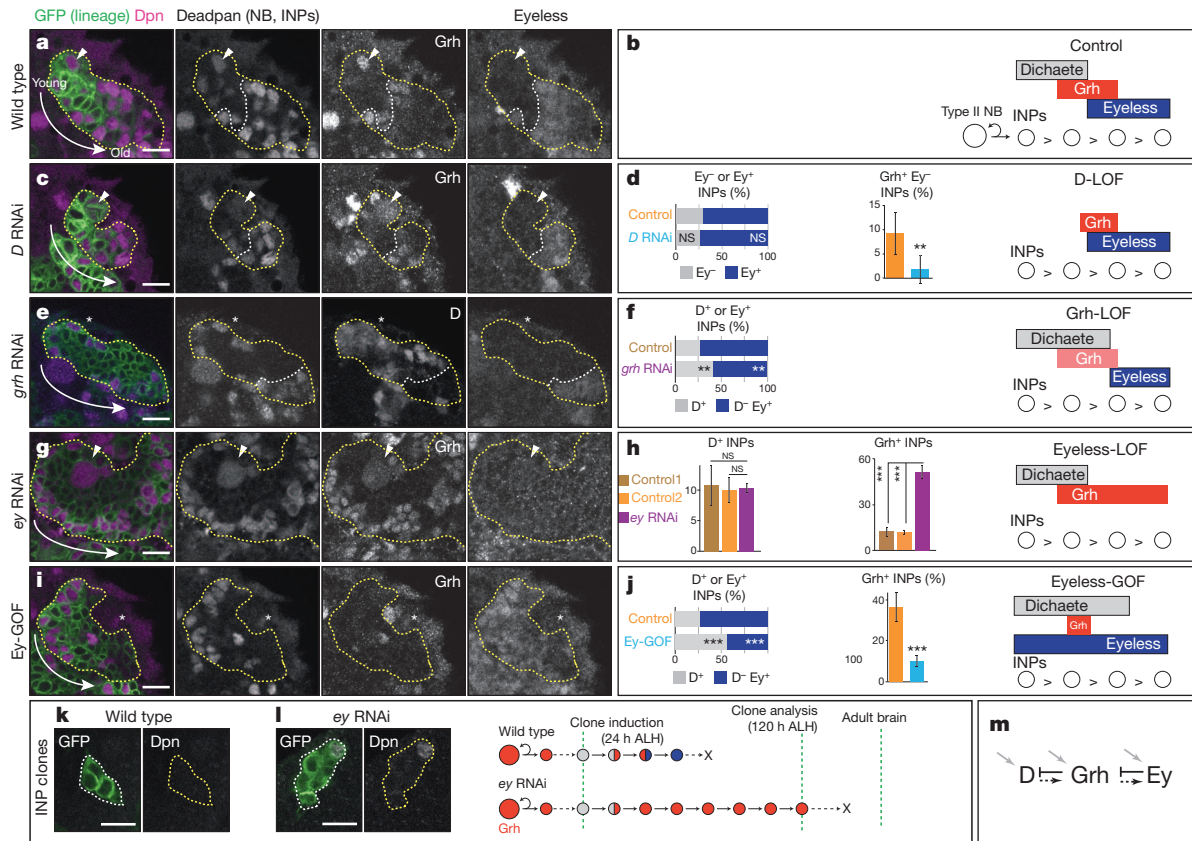 GFP (lineage) Dpn Deadpan (NB, INPs) Eyeless
Wild type
a
Young
Old
Grh
b
Control
Dichaete
Grh
Eyeless
Type II NB
INPs
> > >
D RNAi
c
Grh
d
Ey– or Ey+
INPs (%)
Control
D RNAi
NS NS
0 50 100
Ey– Ey+
Grh+ Ey–
INPs (%)
15
10
5
0
**
D-LOF
Grh
Eyeless
INPs
> > >
grh RNAi
e
*
*
D
*
*
f
D+ or Ey+
INPs (%)
Control
grh RNAi
** **
0 50 100
D+ D– Ey+
Grh-LOF
Dichaete
Grh
Eyeless
INPs
> > >
ey RNAi
g
Grh
h
D+ INPs
NS
NS
Control1
Control2
ey RNAi
10
5
0
Grh+ INPs
60
30
0
***
***
Eyeless-LOF
Dichaete
Grh
INPs
> > >
Ey-GOF
i
*
*
Grh
*
*
j
D+ or Ey+
INPs (%)
Control
Ey-GOF
*** ***
0 50 100
D+ D– Ey+
Grh+ INPs (%)
40
20
0
***
Eyeless-GOF
Dichaete
Grh
Eyeless
INPs
> > >
INP clones
k Wild type
GFP Dpn
l ey RNAi
GFP Dpn
Clone induction
(24 h ALH)
Clone analysis
(120 h ALH)
Adult brain
Wild type
X
ey RNAi
X
Grh
m
D Grh Ey